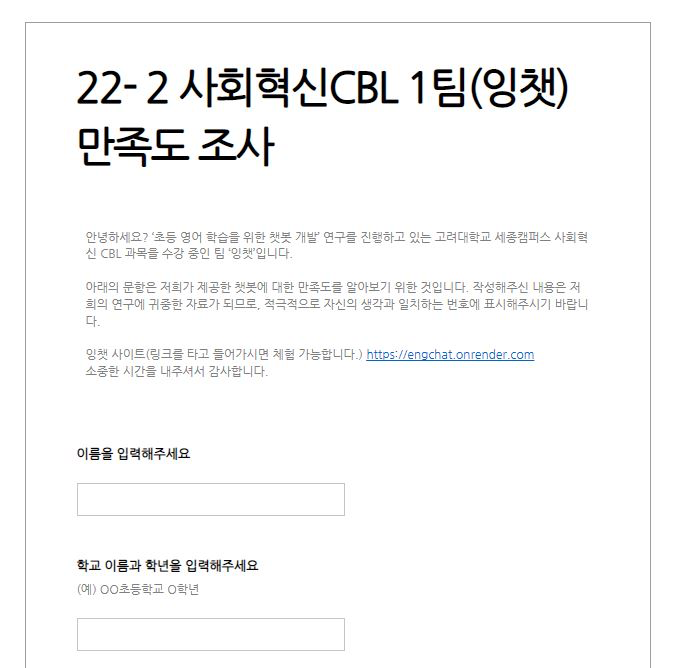 22- 2 사회혁신CBL 1팀(잉챗)
만족도 조사
안녕하세요? ‘초등 영어 학습을 위한 챗봇 개발’ 연구를 진행하고 있는 고려대학교 세종캠퍼스 사회혁
신 CBL 과목을 수강 중인 팀 ‘잉챗’입니다.
아래의 문항은 저희가 제공한 챗봇에 대한 만족도를 알아보기 위한 것입니다. 작성해주신 내용은 저
희의 연구에 귀중한 자료가 되므로, 적극적으로 자신의 생각과 일치하는 번호에 표시해주시기 바랍니
다.
잉챗 사이트(링크를 타고 들어가시면 체험 가능합니다.) https://engchat.onrender.com
소중한 시간을 내주셔서 감사합니다.
이름을 입력해주세요
학교 이름과 학년을 입력해주세요
(예) OO초등학교 O학년